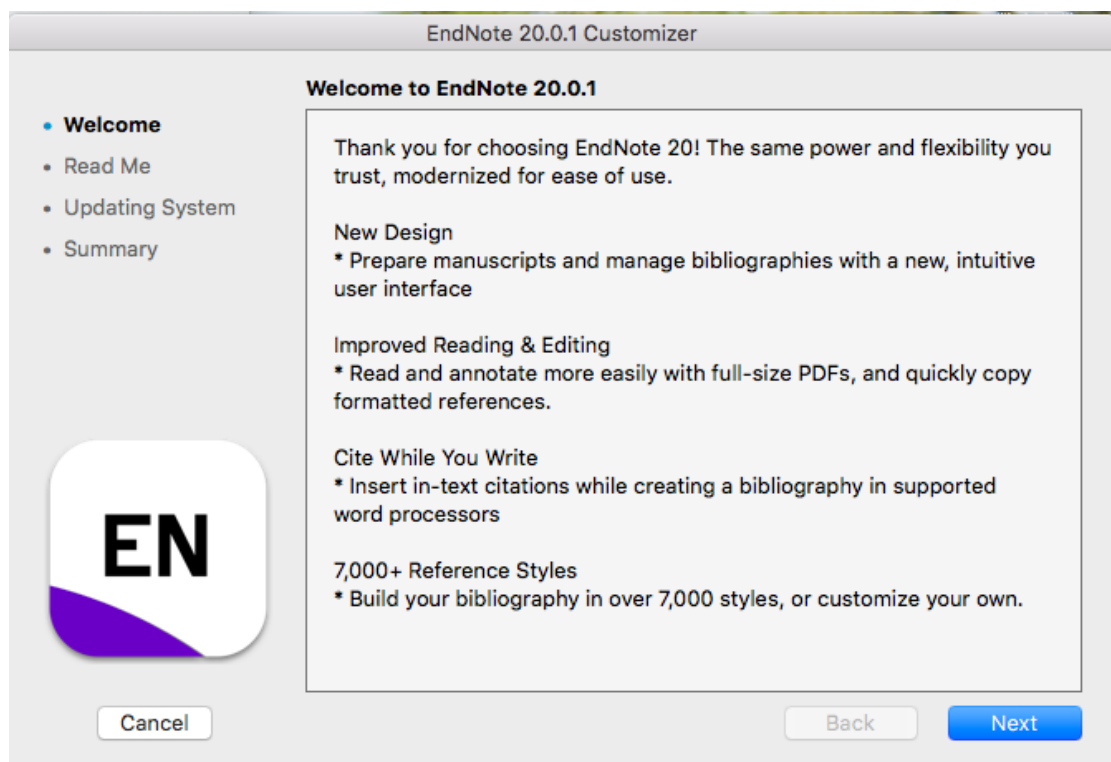 EndNote 20.0.1 Customizer
Welcome to EndNote 20.0.1
• Welcome
• Read Me
• Updating System
• Summary
Thank you for choosing EndNote 20! The same power and flexibility you
trust, modernized for ease of use.
New Design
* Prepare manuscripts and manage bibliographies with a new, intuitive
user interface
Improved Reading & Editing
* Read and annotate more easily with full-size PDFs, and quickly copy
formatted references.
Cite While You Write
* Insert in-text citations while creating a bibliography in supported
word processors
7,000+ Reference Styles
* Build your bibliography in over 7,000 styles, or customize your own.
EN
Cancel
Back
Next